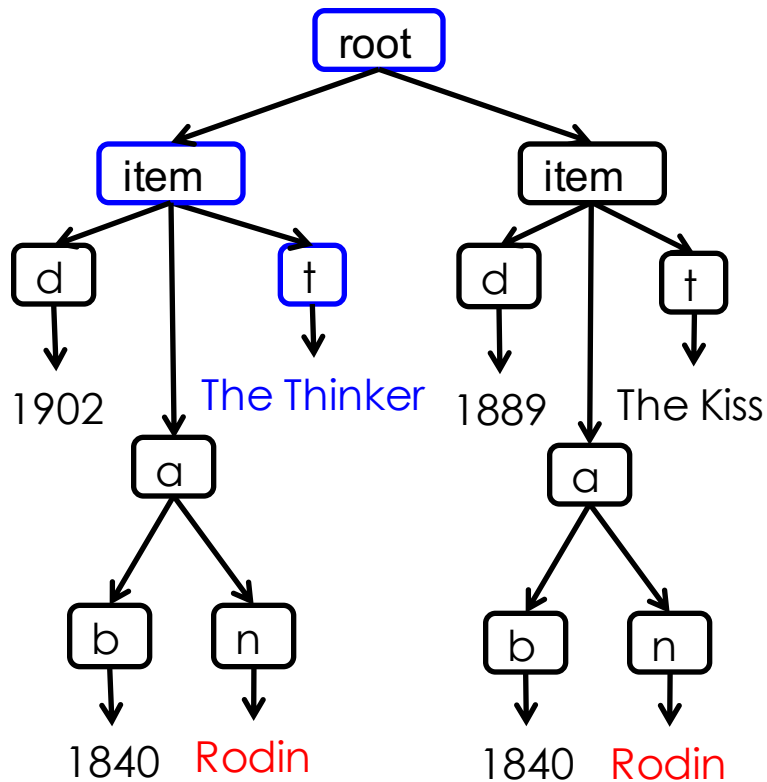 root
item item
d t d t
1902 The Thinker 1889 The Kiss
a a
b n b n
1840 Rodin 1840 Rodin